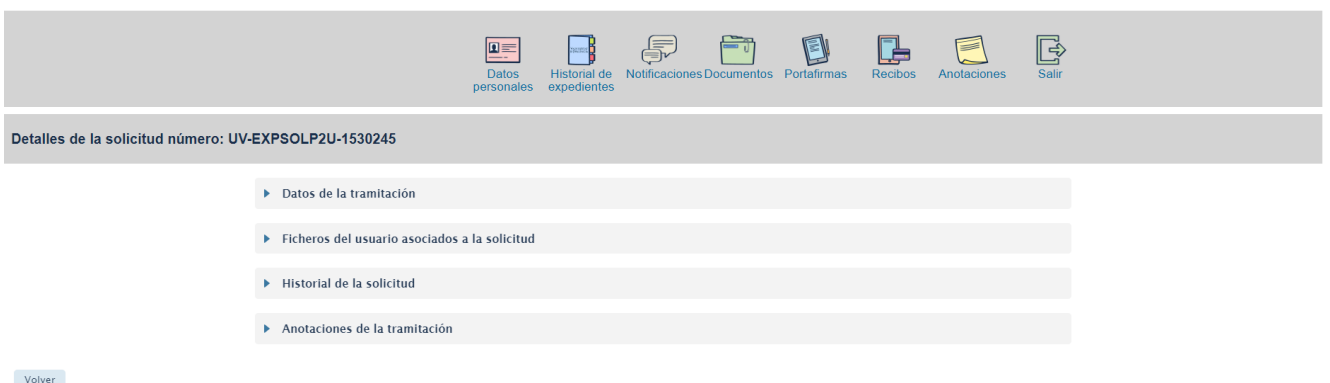 Datos personales
Historial de expedientes
Notificaciones
Documentos
Portafirmas
Recibos
Anotaciones
Salir
Detalles de la solicitud número: UV-EXPSOLP2U-1530245
Datos de la tramitación
Ficheros del usuario asociados a la solicitud
Historial de la solicitud
Anotaciones de la tramitación
Volver